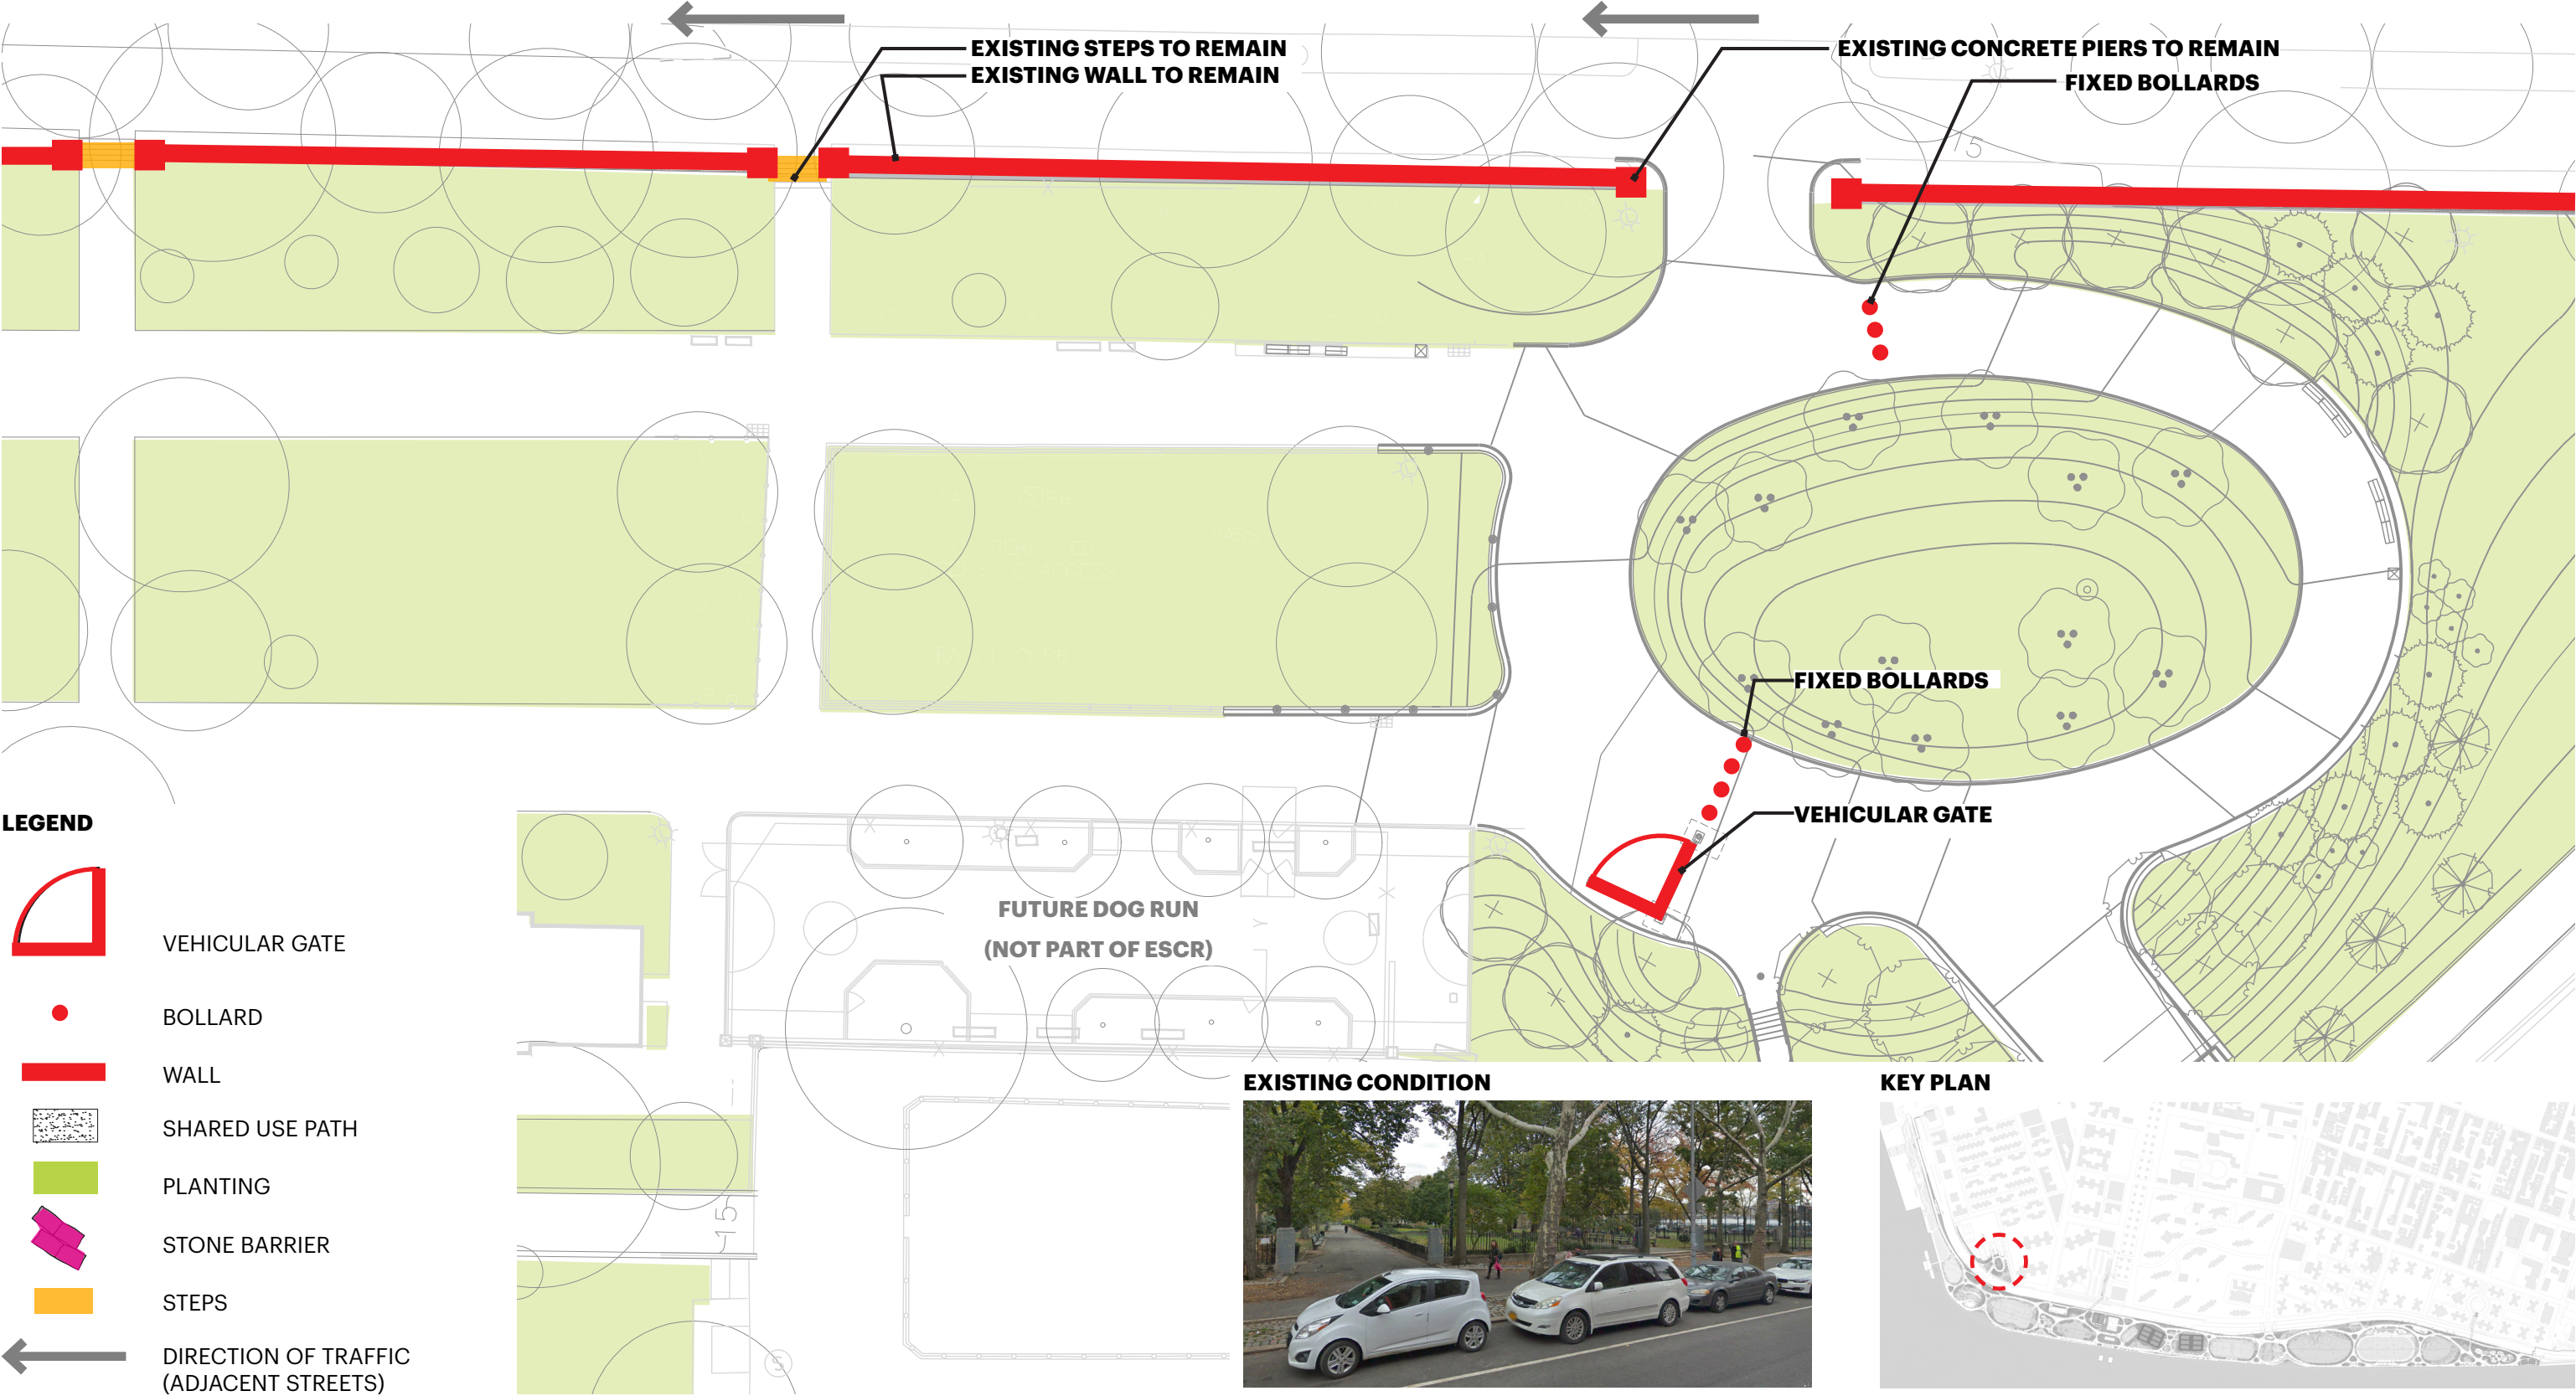 EXISTING STEPS TO REMAIN
EXISTING WALL TO REMAIN
EXISTING CONCRETE PIERS TO REMAIN
FIXED BOLLARDS
15
FIXED BOLLARDS
VEHICULAR GATE
FUTURE DOG RUN
(NOT PART OF ESCR)
15
S
LEGEND
VEHICULAR GATE
BOLLARD
WALL
SHARED USE PATH
PLANTING
STONE BARRIER
STEPS
DIRECTION OF TRAFFIC
(ADJACENT STREETS)
EXISTING CONDITION
KEY PLAN